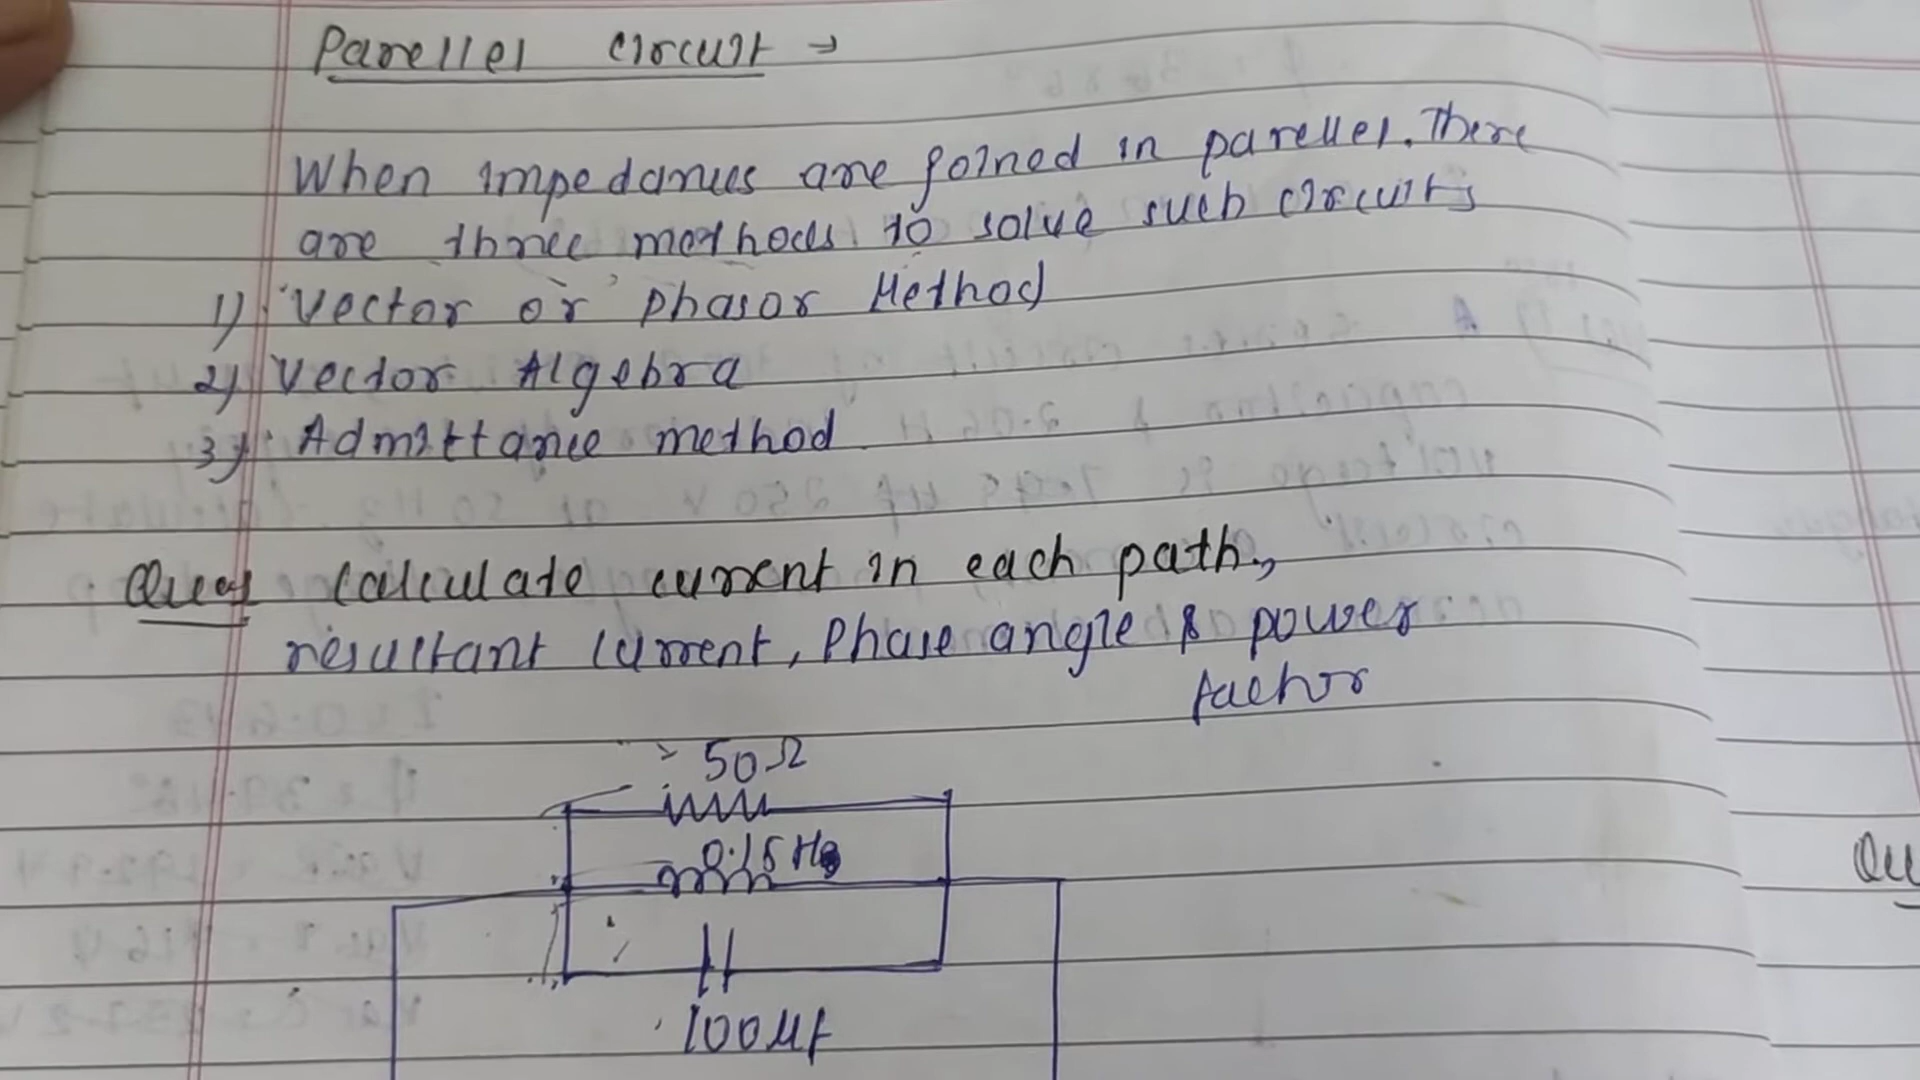 Parellel circuit →
When impedances are joined in parellel. There
are three methods to solve such circuits
1) Vector or Phasor Method
2) Vector Algebra
3) Admittance method
Ques Calculate current in each path,
resultant current, Phase angle & power
factor
50Ω
0.15 H
100μf
Qu